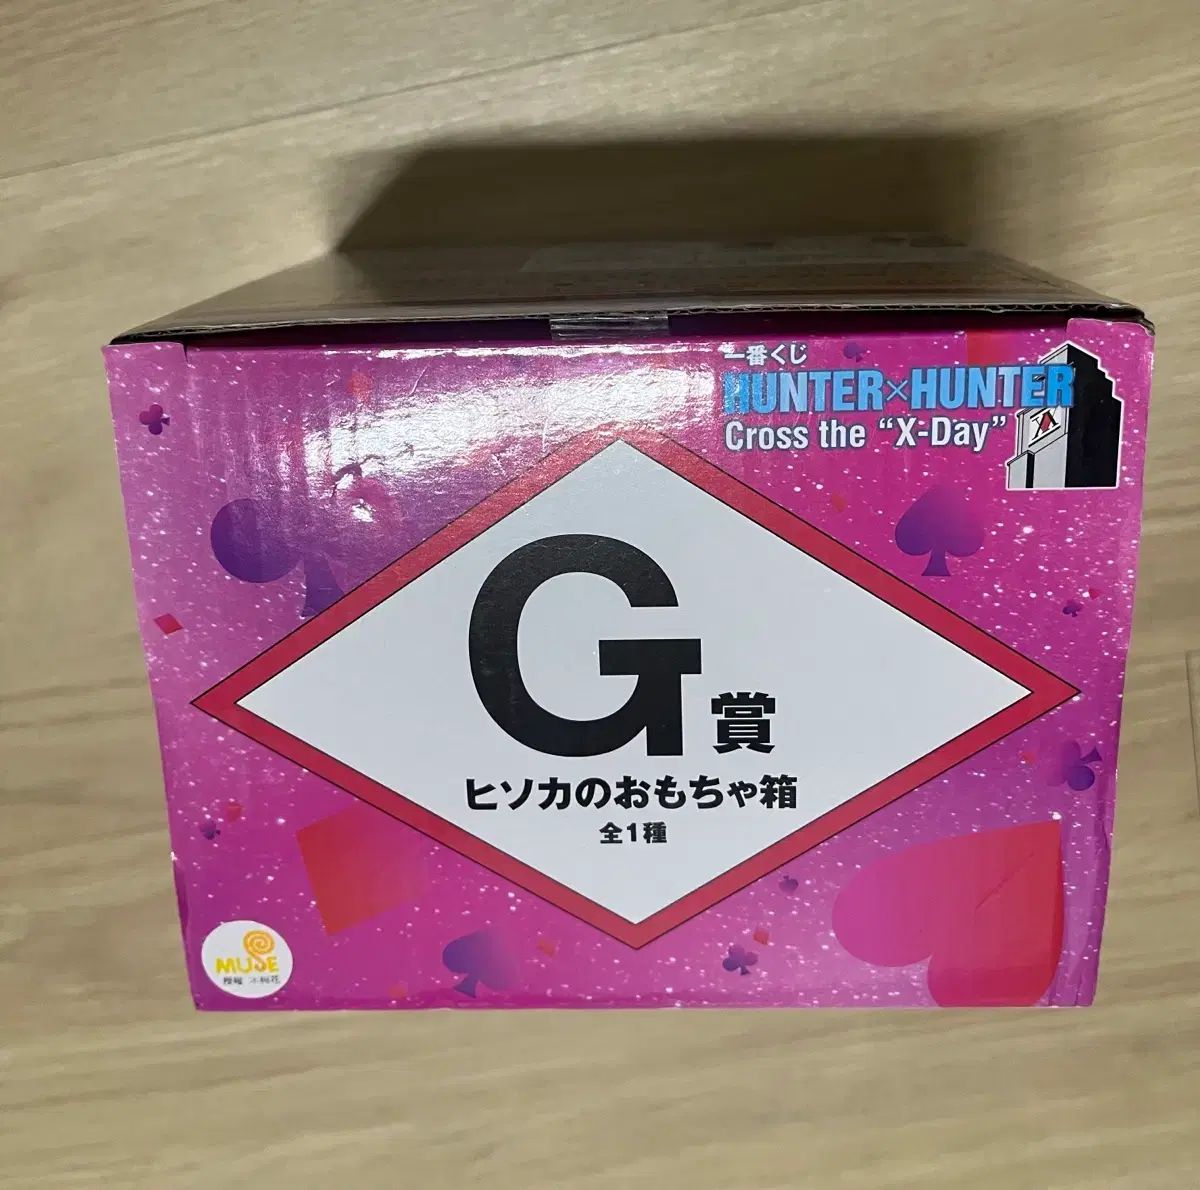 一番くじ
HUNTER×HUNTER
Cross the “X-Day”
G賞
ヒソカのおもちゃ箱
全1種
MUSE